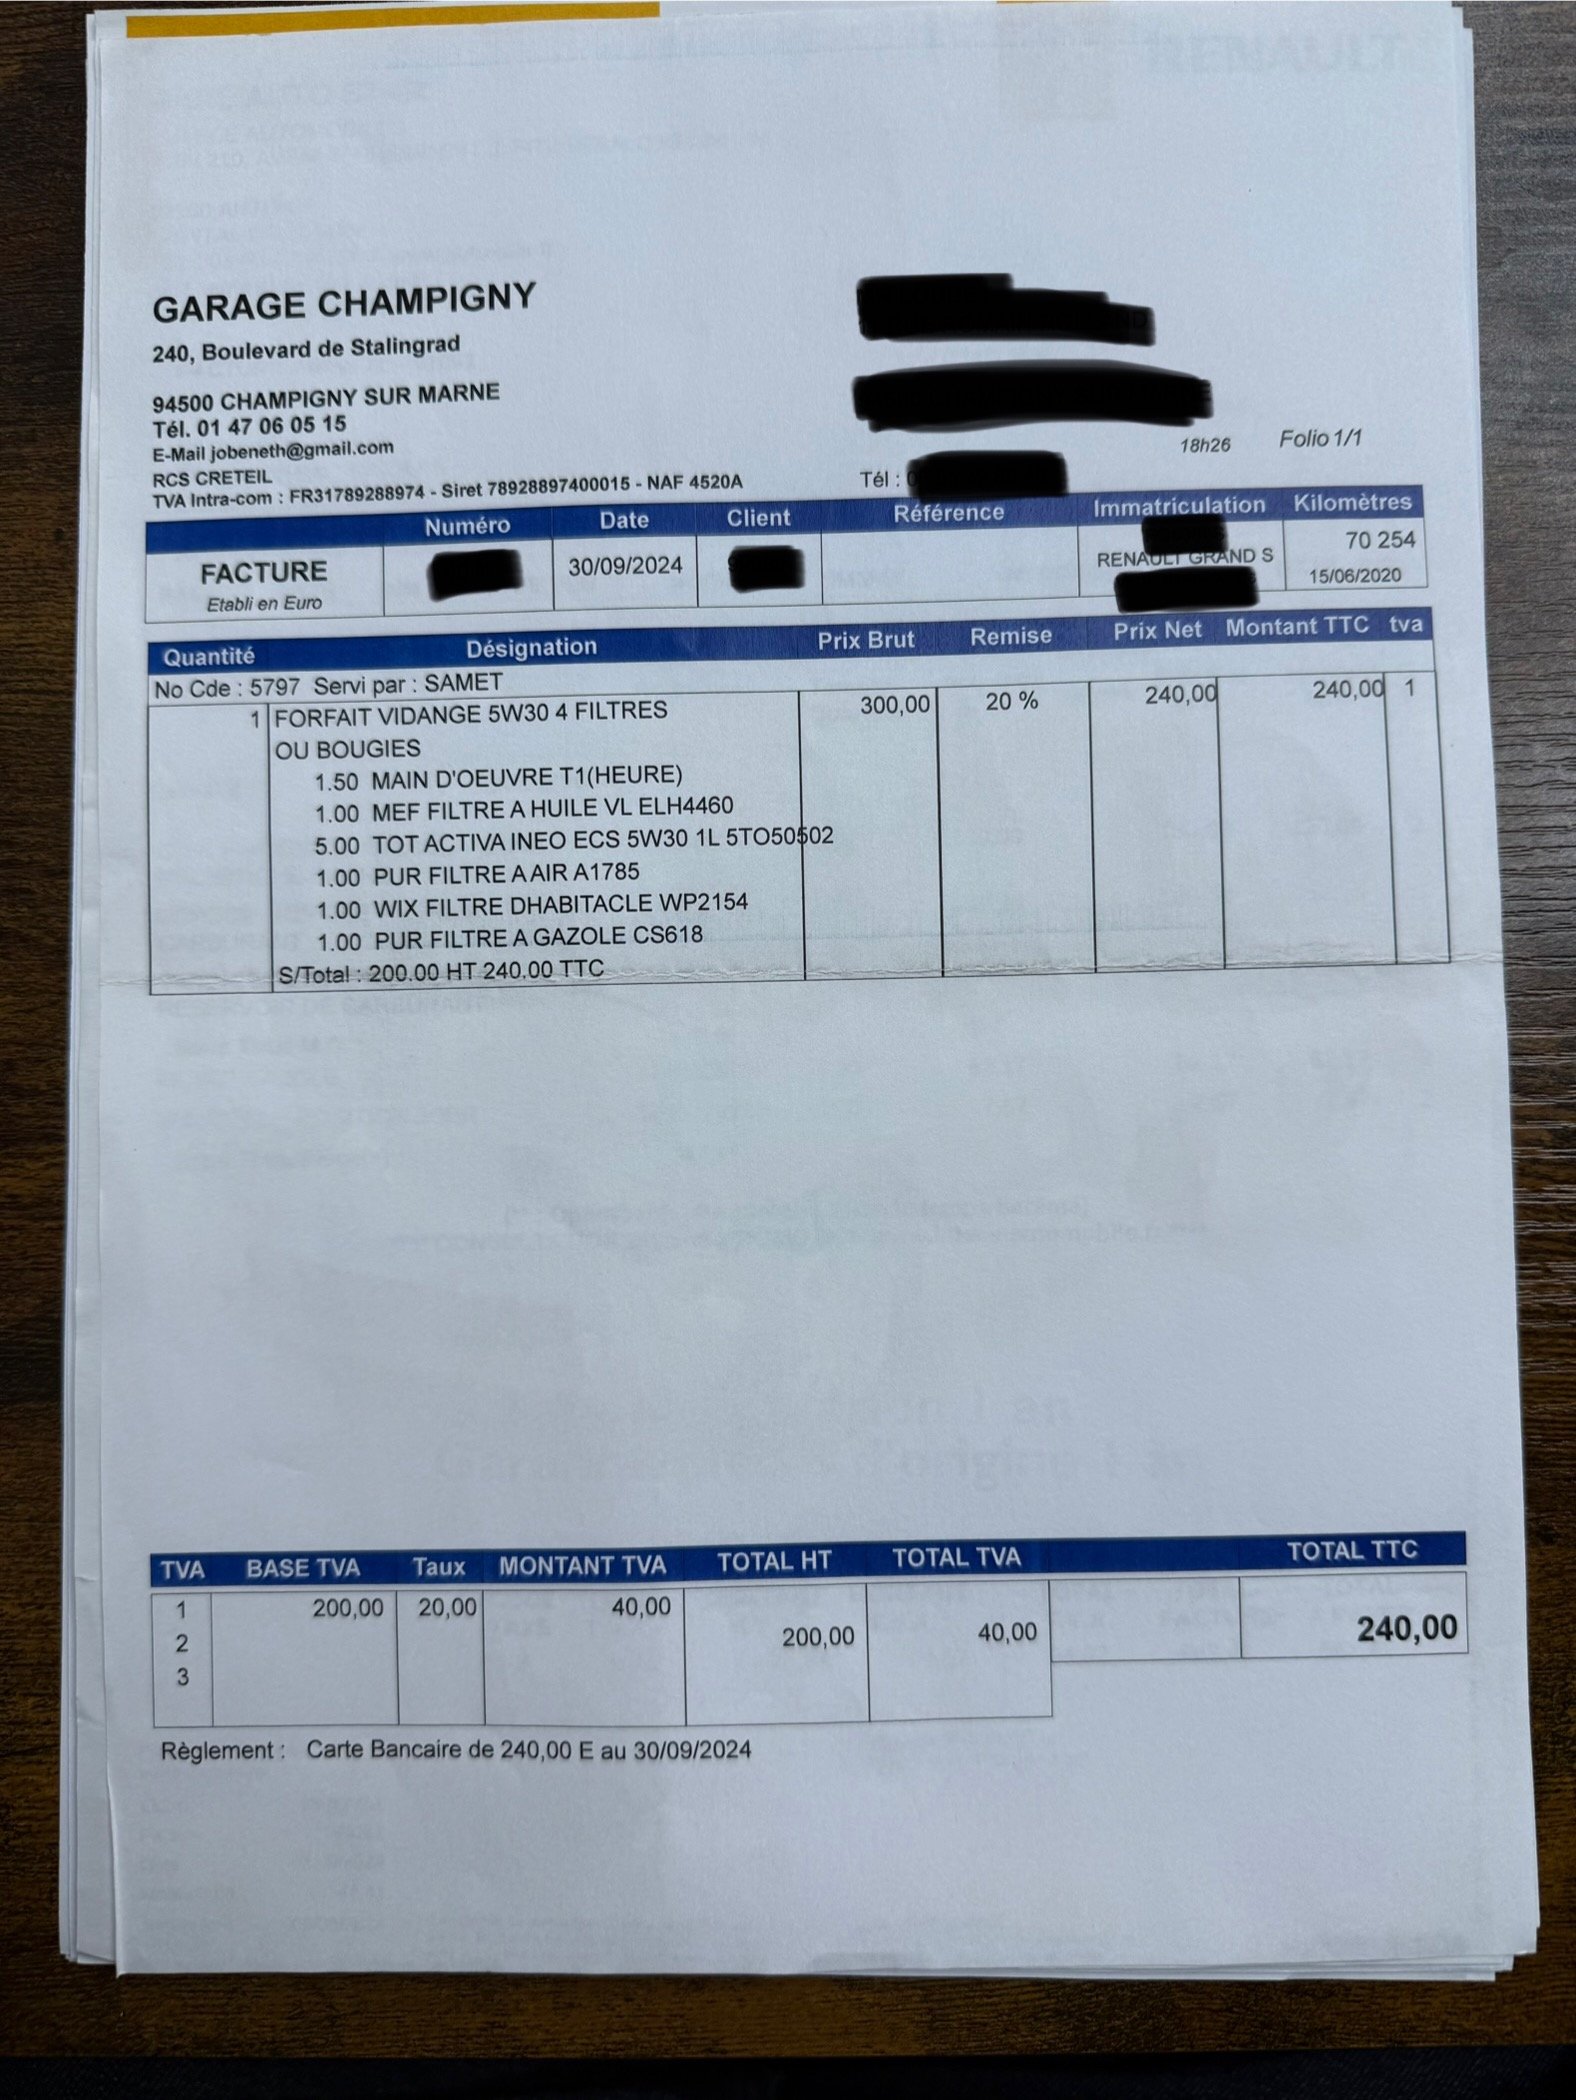 GARAGE CHAMPIGNY
240, Boulevard de Stalingrad
94500 CHAMPIGNY SUR MARNE
Tél. 01 47 06 05 15
E-Mail jobeneth@gmail.com
RCS CRETEIL
TVA Intra-com : FR31789288974 - Siret 78928897400015 - NAF 4520A
18h26 Folio 1/1
Tél :
Numéro Date Client Référence Immatriculation Kilomètres
FACTURE 30/09/2024 RENAULT GRAND S 70 254
Etabli en Euro 15/06/2020
Quantité Désignation Prix Brut Remise Prix Net Montant TTC tva
No Cde : 5797 Servi par : SAMET
1 FORFAIT VIDANGE 5W30 4 FILTRES 300,00 20 % 240,00 240,00 1
OU BOUGIES
1.50 MAIN D'OEUVRE T1(HEURE)
1.00 MEF FILTRE A HUILE VL ELH4460
5.00 TOT ACTIVA INEO ECS 5W30 1L 5TO50502
1.00 PUR FILTRE A AIR A1785
1.00 WIX FILTRE DHABITACLE WP2154
1.00 PUR FILTRE A GAZOLE CS618
S/Total : 200.00 HT 240.00 TTC
TVA BASE TVA Taux MONTANT TVA TOTAL HT TOTAL TVA TOTAL TTC
1 200,00 20,00 40,00
2 200,00 40,00 240,00
3
Règlement : Carte Bancaire de 240,00 E au 30/09/2024